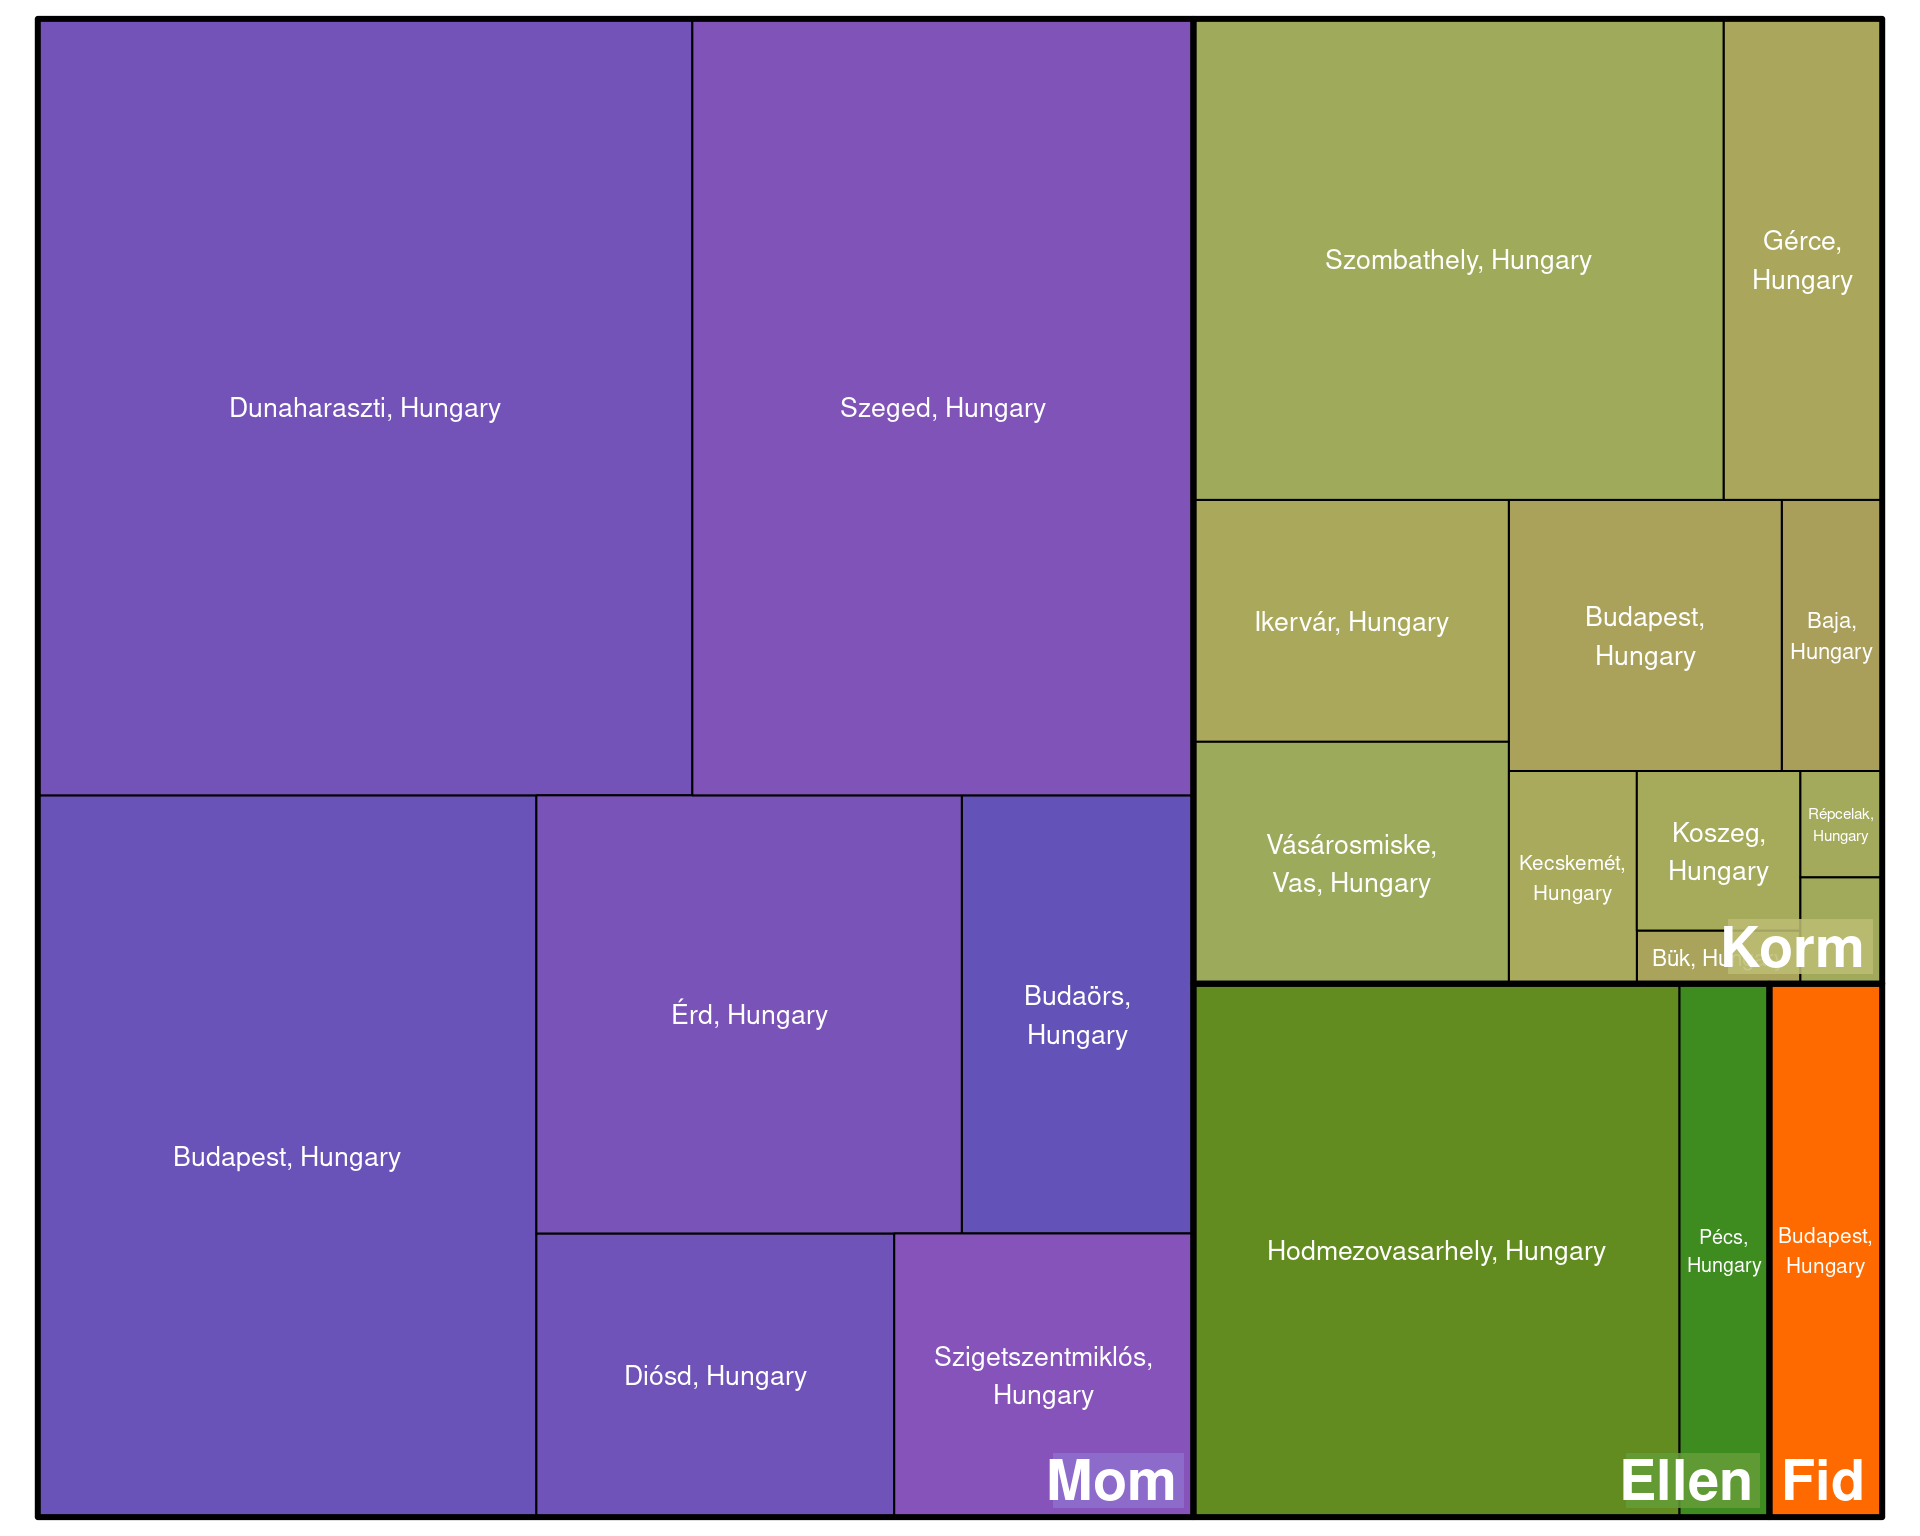 Dunaharaszti, Hungary
Szeged, Hungary
Budapest, Hungary
Érd, Hungary
Budaörs,
Hungary
Diósd, Hungary
Szigetszentmiklós,
Hungary
Mom
Szombathely, Hungary
Gérce,
Hungary
Ikervár, Hungary
Budapest,
Hungary
Baja,
Hungary
Vásárosmiske,
Vas, Hungary
Kecskemét,
Hungary
Koszeg,
Hungary
Répcelak,
Hungary
Bük,
Korm
Hodmezovasarhely, Hungary
Pécs,
Hungary
Ellen
Budapest,
Hungary
Fid